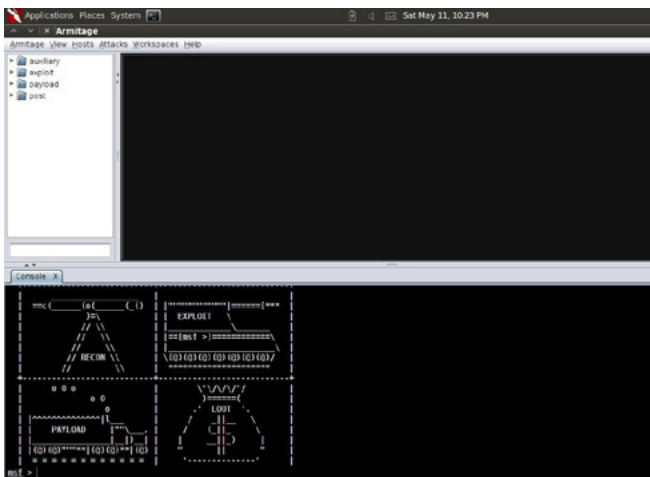 Applications Places System
Sat May 11, 10:23 PM
Armitage
Armitage View Hosts Attacks Workspaces Help
auxiliary
exploit
payload
post
Console X
EXPLOIT
==[msf >]============\
// RECON \\
\(@)(@)(@)(@)(@)(@)(@)/
LOOT
PAYLOAD
msf >